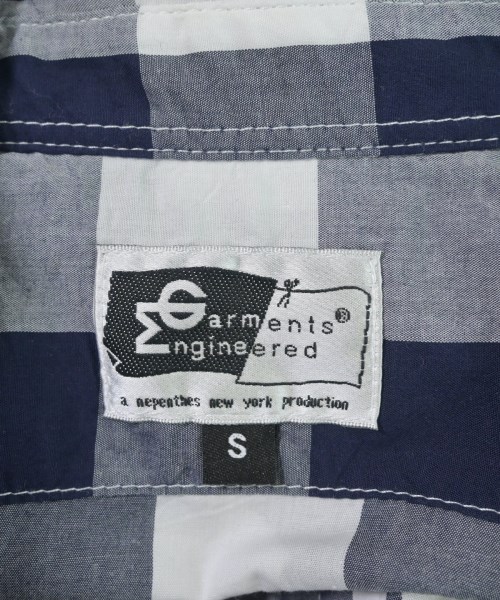 Garments®
Engineered
a nepenthes new york production
S